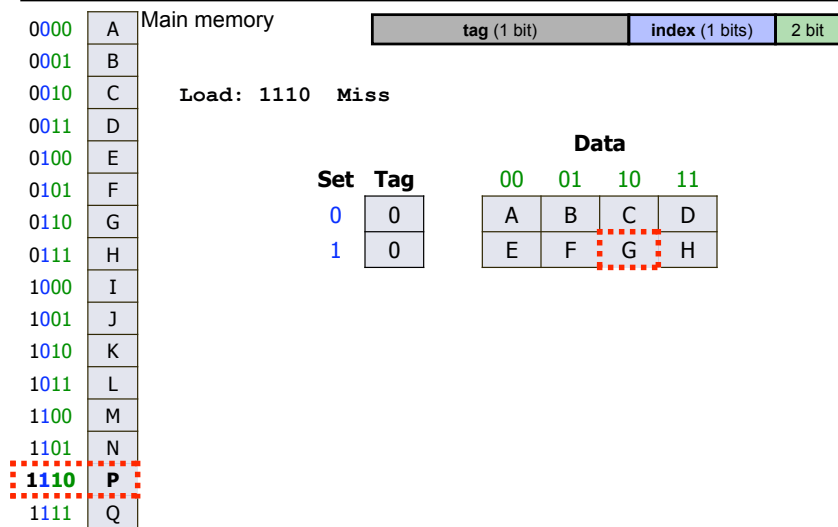 Main memory
tag (1 bit) index (1 bits) 2 bit
0000 A
0001 B
0010 C
0011 D
0100 E
0101 F
0110 G
0111 H
1000 I
1001 J
1010 K
1011 L
1100 M
1101 N
1110 P
1111 Q
Load: 1110 Miss
Data
Set Tag 00 01 10 11
0 0 A B C D
1 0 E F G H